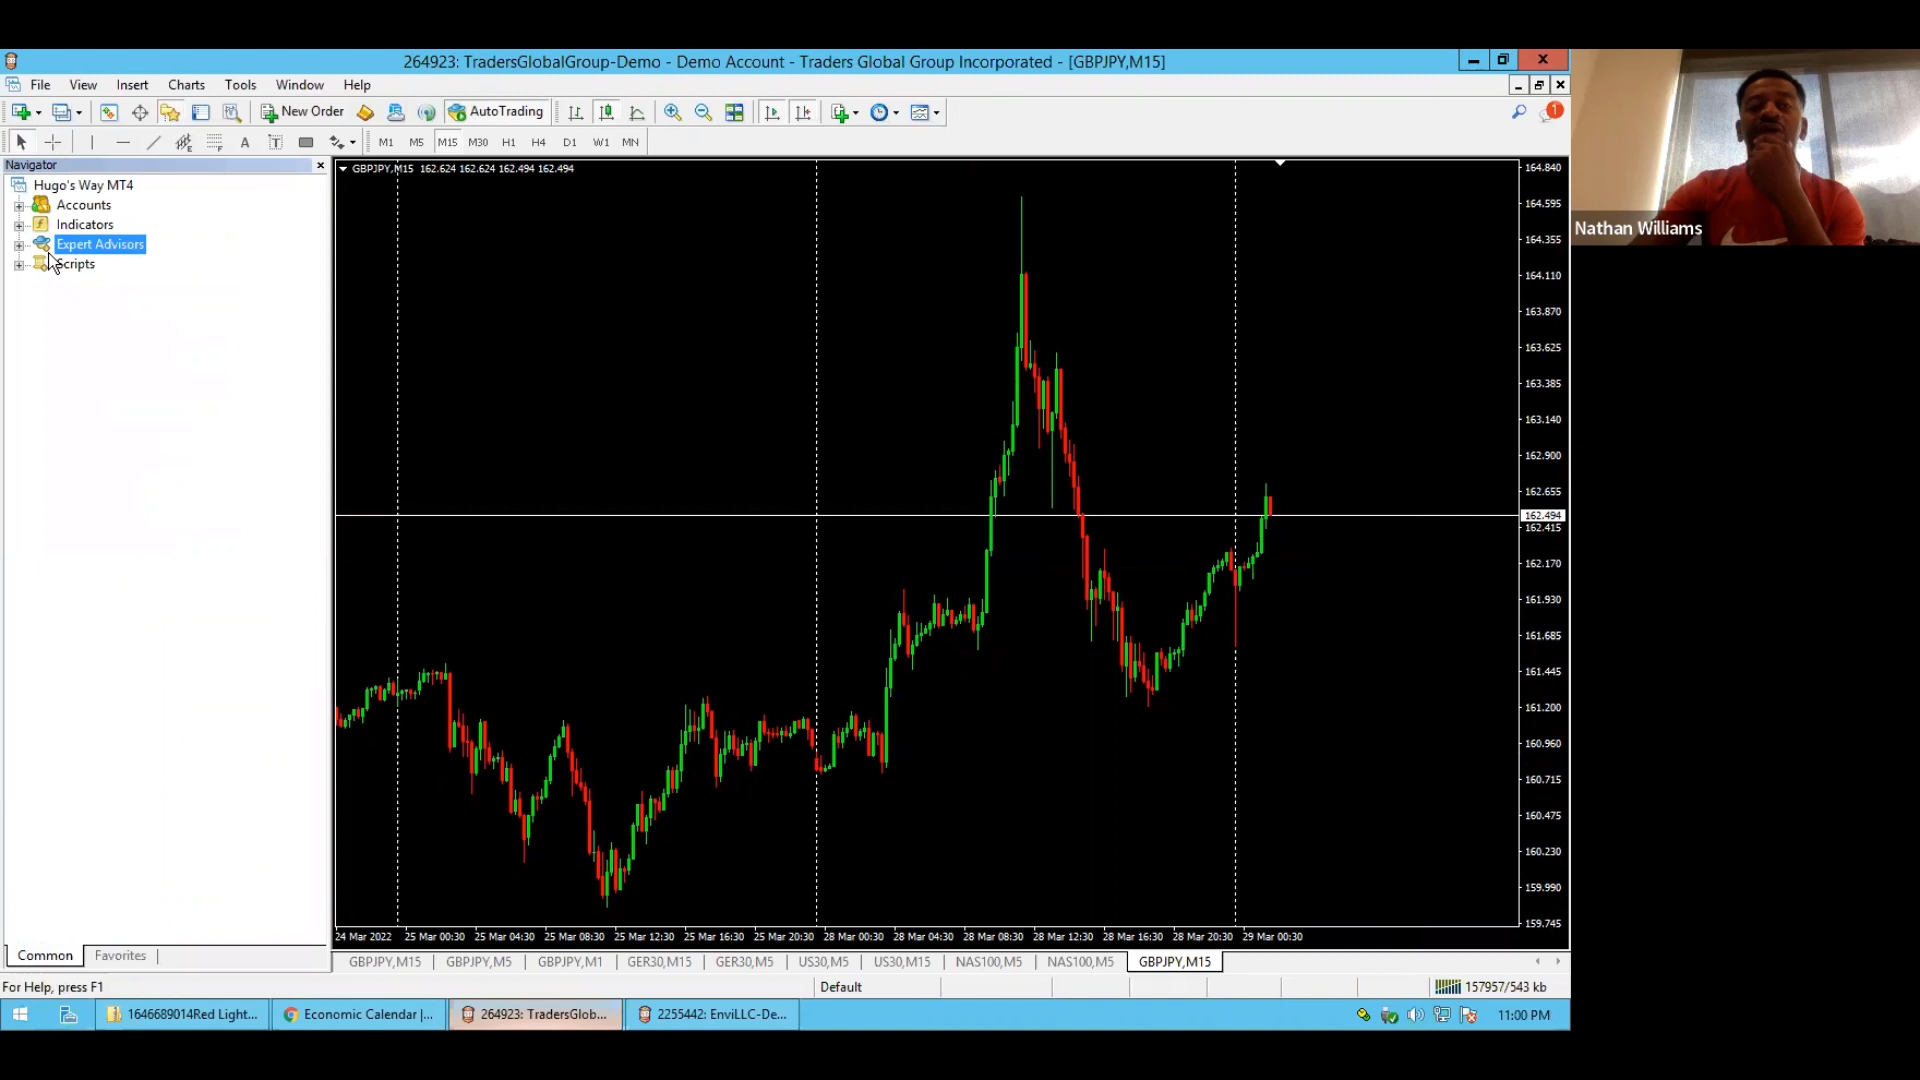 264923: TradersGlobalGroup-Demo - Demo Account - Traders Global Group Incorporated - [GBPJPY,M15]
File View Insert Charts Tools Window Help
New Order AutoTrading 1
A T M1 M5 M15 M30 H1 H4 D1 W1 MN
Navigator
Hugo's Way MT4
Accounts
Indicators
Expert Advisors
Scripts
Common Favorites
GBPJPY,M15 162.624 162.624 162.494 162.494
164.840
164.595
164.355
164.110
163.870
163.625
163.385
163.140
162.900
162.655
162.494
162.415
162.170
161.930
161.685
161.445
161.200
160.960
160.715
160.475
160.230
159.990
159.745
24 Mar 2022 25 Mar 00:30 25 Mar 04:30 25 Mar 08:30 25 Mar 12:30 25 Mar 16:30 25 Mar 20:30 28 Mar 00:30 28 Mar 04:30 28 Mar 08:30 28 Mar 12:30 28 Mar 16:30 28 Mar 20:30 29 Mar 00:30
GBPJPY,M15 GBPJPY,M5 GBPJPY,M1 GER30,M15 GER30,M5 US30,M5 US30,M15 NAS100,M5 NAS100,M5 GBPJPY,M15
For Help, press F1 Default 157957/543 kb
1646689014Red Light... Economic Calendar |... 264923: TradersGlob... 2255442: EnviLLC-De... 11:00 PM
Nathan Williams